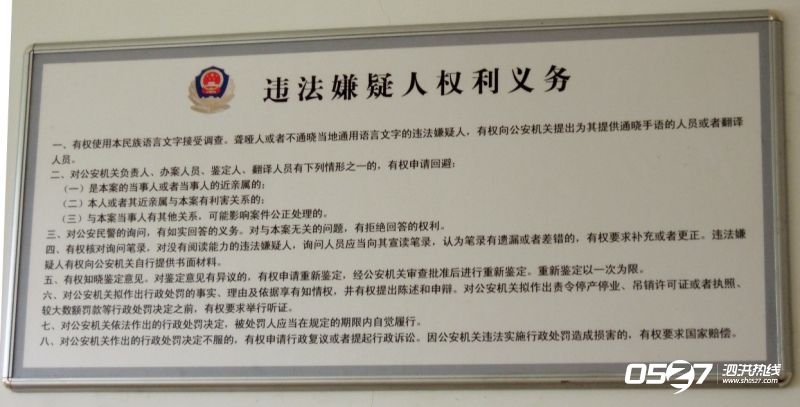 违法嫌疑人权利义务
一、有权使用本民族语言文字接受调查。聋哑人或者不通晓当地通用语言文字的违法嫌疑人，有权向公安机关提出为其提供通晓手语的人员或者翻译
人员。
二、对公安机关负责人、办案人员、鉴定人、翻译人员有下列情形之一的，有权申请回避：
（一）是本案的当事人或者当事人的近亲属的；
（二）本人或者其近亲属与本案有利害关系的；
（三）与本案当事人有其他关系，可能影响案件公正处理的。
三、对公安民警的询问，有如实回答的义务。对与本案无关的问题，有拒绝回答的权利。
四、有权核对询问笔录，对没有阅读能力的违法嫌疑人，询问人员应当向其宣读笔录，认为笔录有遗漏或者差错的，有权要求补充或者更正。违法嫌
疑人有权向公安机关自行提供书面材料。
五、有权知晓鉴定意见。对鉴定意见有异议的，有权申请重新鉴定，经公安机关审查批准后进行重新鉴定。重新鉴定以一次为限。
六、对公安机关拟作出行政处罚的事实、理由及依据享有知情权，并有权提出陈述和申辩。对公安机关拟作出责令停产停业、吊销许可证或者执照、
较大数额罚款等行政处罚决定之前，有权要求举行听证。
七、对公安机关依法作出的行政处罚决定，被处罚人应当在规定的期限内自觉履行。
八、对公安机关作出的行政处罚决定不服的，有权申请行政复议或者提起行政诉讼。因公安机关违法实施行政处罚造成损害的，有权要求国家赔偿。
0527 泗洪热线
www.sh0527.com